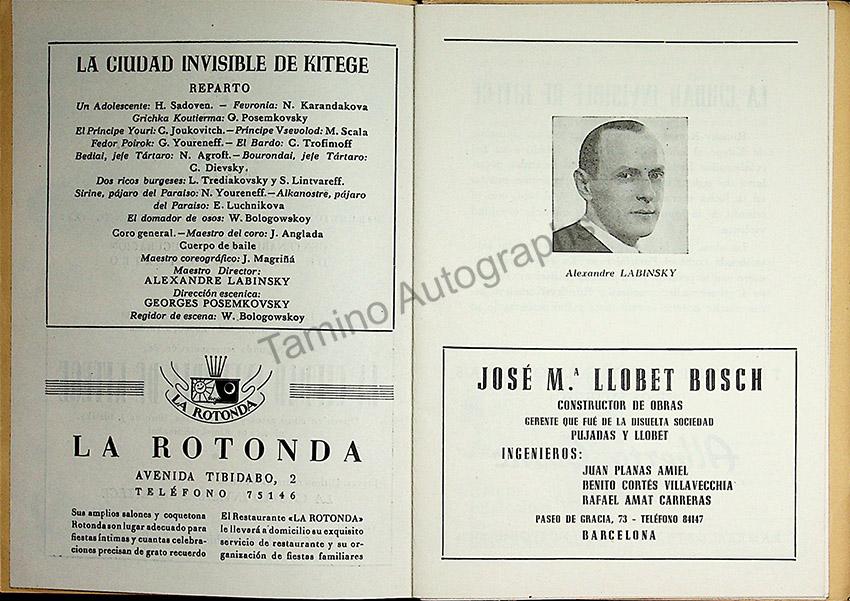 LA CIUDAD INVISIBLE DE KITEGE
REPARTO
Un Adolescente: H. Sadoven. — Fevronia: N. Karandakova
Grichka Koutierma: G. Posemkovsky
El Príncipe Youri: C. Joukovitch.—Príncipe Vsevolod: M. Scala
Fedor Poirok: G. Youreneff.— El Bardo: C. Trofimoff
Bediai, jefe Tártaro: N. Agroff.—Bourondai, jefe Tártaro:
C. Dievsky.
Dos ricos burgeses: L. Trediakovsky y S. Lintvareff.
Sirine, pájaro del Paraiso: N. Youreneff.—Alkanostre, pájaro
del Paraiso: E. Luchnikova
El domador de osos: W. Bologowskoy
Coro general.—Maestro del coro: J. Anglada
Cuerpo de baile
Maestro coreográfico: J. Magriñá
Maestro Director:
ALEXANDRE LABINSKY
Dirección escenica:
GEORGES POSEMKOVSKY
Regidor de escena: W. Bologowskoy
LA ROTONDA
LA ROTONDA
AVENIDA TIBIDABO, 2
TELÉFONO 75146
Sus amplios salones y coquetona
Rotonda son lugar adecuado para
fiestas íntimas y cuantas celebra-
ciones precisan de grato recuerdo
El Restaurante «LA ROTONDA»
le llevará a domicilio su exquisito
servicio de restaurante y su or-
ganización de fiestas familiares
Alexandre LABINSKY
JOSÉ M.ª LLOBET BOSCH
CONSTRUCTOR DE OBRAS
GERENTE QUE FUÉ DE LA DISUELTA SOCIEDAD
PUJADAS Y LLOBET
INGENIEROS:
JUAN PLANAS AMIEL
BENITO CORTÉS VILLAVECCHIA
RAFAEL AMAT CARRERAS
PASEO DE GRACIA, 73 - TELÉFONO 84147
BARCELONA
Tamino Autographs